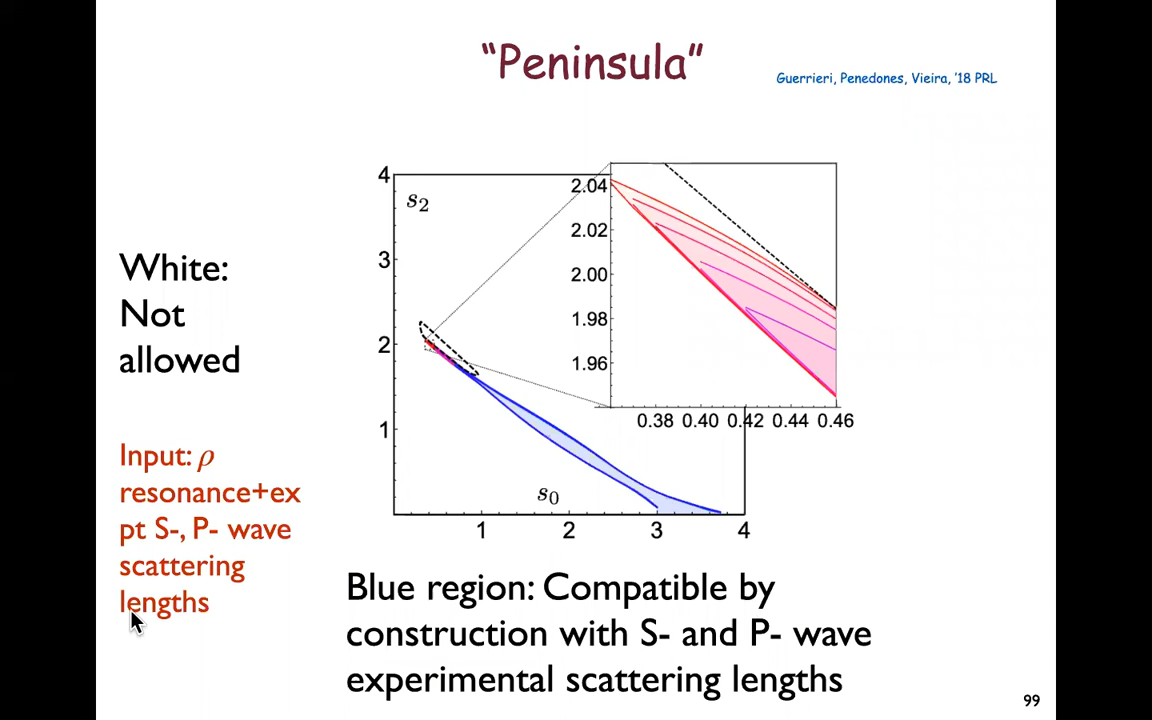 “Peninsula”
Guerrieri, Penedones, Vieira, ’18 PRL
White:
Not
allowed
Input: ρ
resonance+ex
pt S-, P- wave
scattering
lengths
4
s₂
3
2
1
s₀
1 2 3 4
2.04
2.02
2.00
1.98
1.96
0.38 0.40 0.42 0.44 0.46
Blue region: Compatible by
construction with S- and P- wave
experimental scattering lengths
99